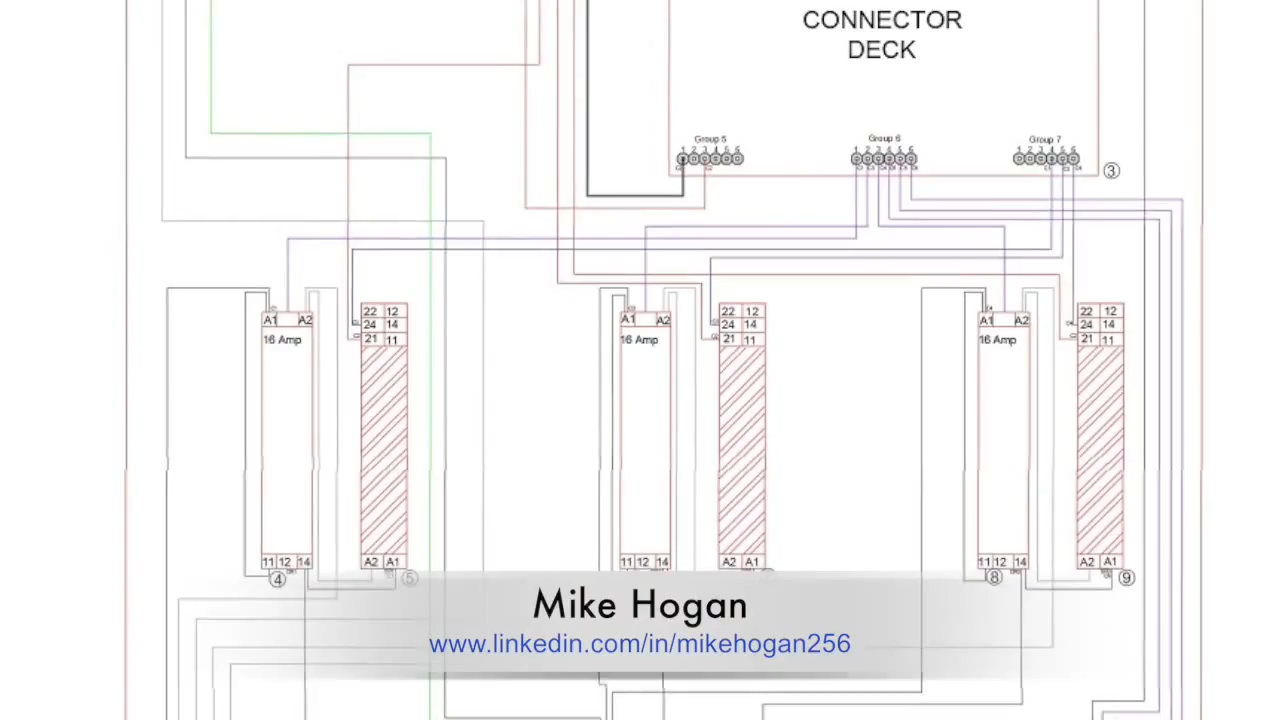 CONNECTOR
DECK
Group 5
Group 6
Group 7
1 2 3 4 5 6
1 2 3 4 5 6
1 2 3 4 5 6
3
A1 A2
22 12
24 14
21 11
16 Amp
A1 A2
22 12
24 14
21 11
16 Amp
A1 A2
22 12
24 14
21 11
16 Amp
11 12 14
A2 A1
11 12 14
A2 A1
11 12 14
A2 A1
4
5
8
9
Mike Hogan
www.linkedin.com/in/mikehogan256